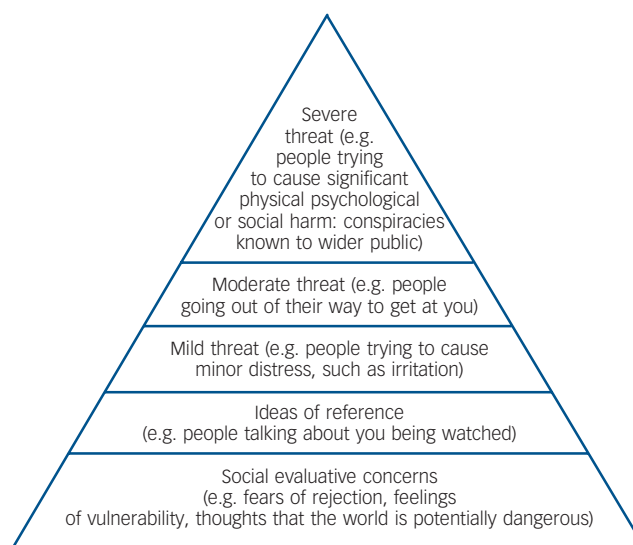 Severe
threat (e.g.
people trying
to cause significant
physical psychological
or social harm: conspiracies
known to wider public)
Moderate threat (e.g. people
going out of their way to get at you)
Mild threat (e.g. people trying to cause
minor distress, such as irritation)
Ideas of reference
(e.g. people talking about you being watched)
Social evaluative concerns
(e.g. fears of rejection, feelings
of vulnerability, thoughts that the world is potentially dangerous)